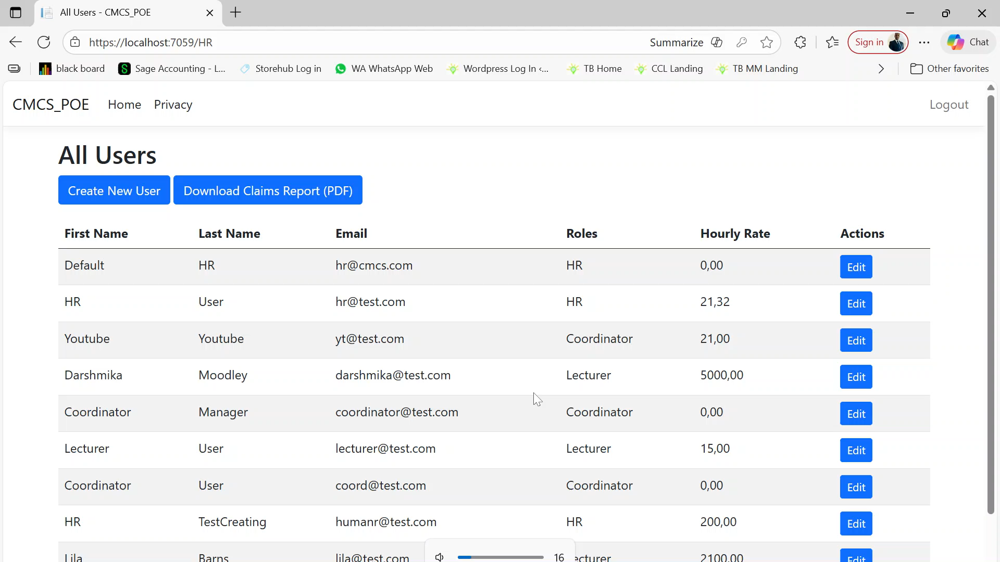 All Users - CMCS_POE
https://localhost:7059/HR
Summarize
Sign in
Chat
black board
Sage Accounting - L...
Storehub Log in
WA WhatsApp Web
Wordpress Log In <...
TB Home
CCL Landing
TB MM Landing
Other favorites
CMCS_POE Home Privacy Logout
All Users
Create New User Download Claims Report (PDF)
First Name Last Name Email Roles Hourly Rate Actions
Default HR hr@cmcs.com HR 0,00 Edit
HR User hr@test.com HR 21,32 Edit
Youtube Youtube yt@test.com Coordinator 21,00 Edit
Darshmika Moodley darshmika@test.com Lecturer 5000,00 Edit
Coordinator Manager coordinator@test.com Coordinator 0,00 Edit
Lecturer User lecturer@test.com Lecturer 15,00 Edit
Coordinator User coord@test.com Coordinator 0,00 Edit
HR TestCreating humanr@test.com HR 200,00 Edit
Lila Barns lila@test.com ecturer 2100,00 Edit
16